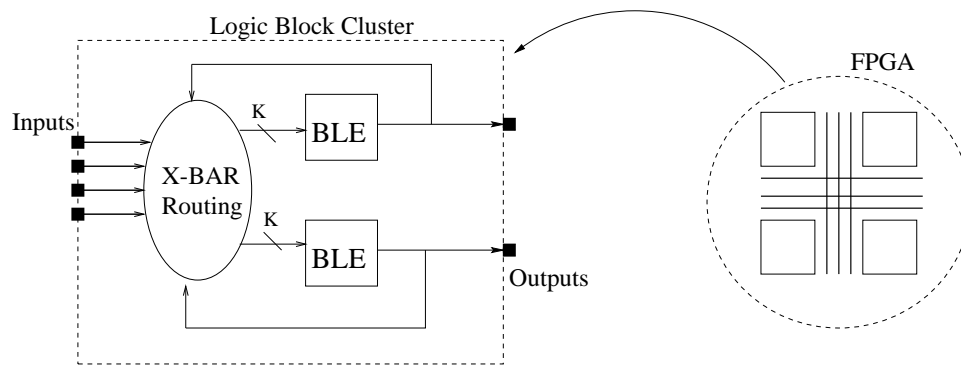 Logic Block Cluster
FPGA
Inputs
K
BLE
X-BAR
Routing
K
BLE
Outputs